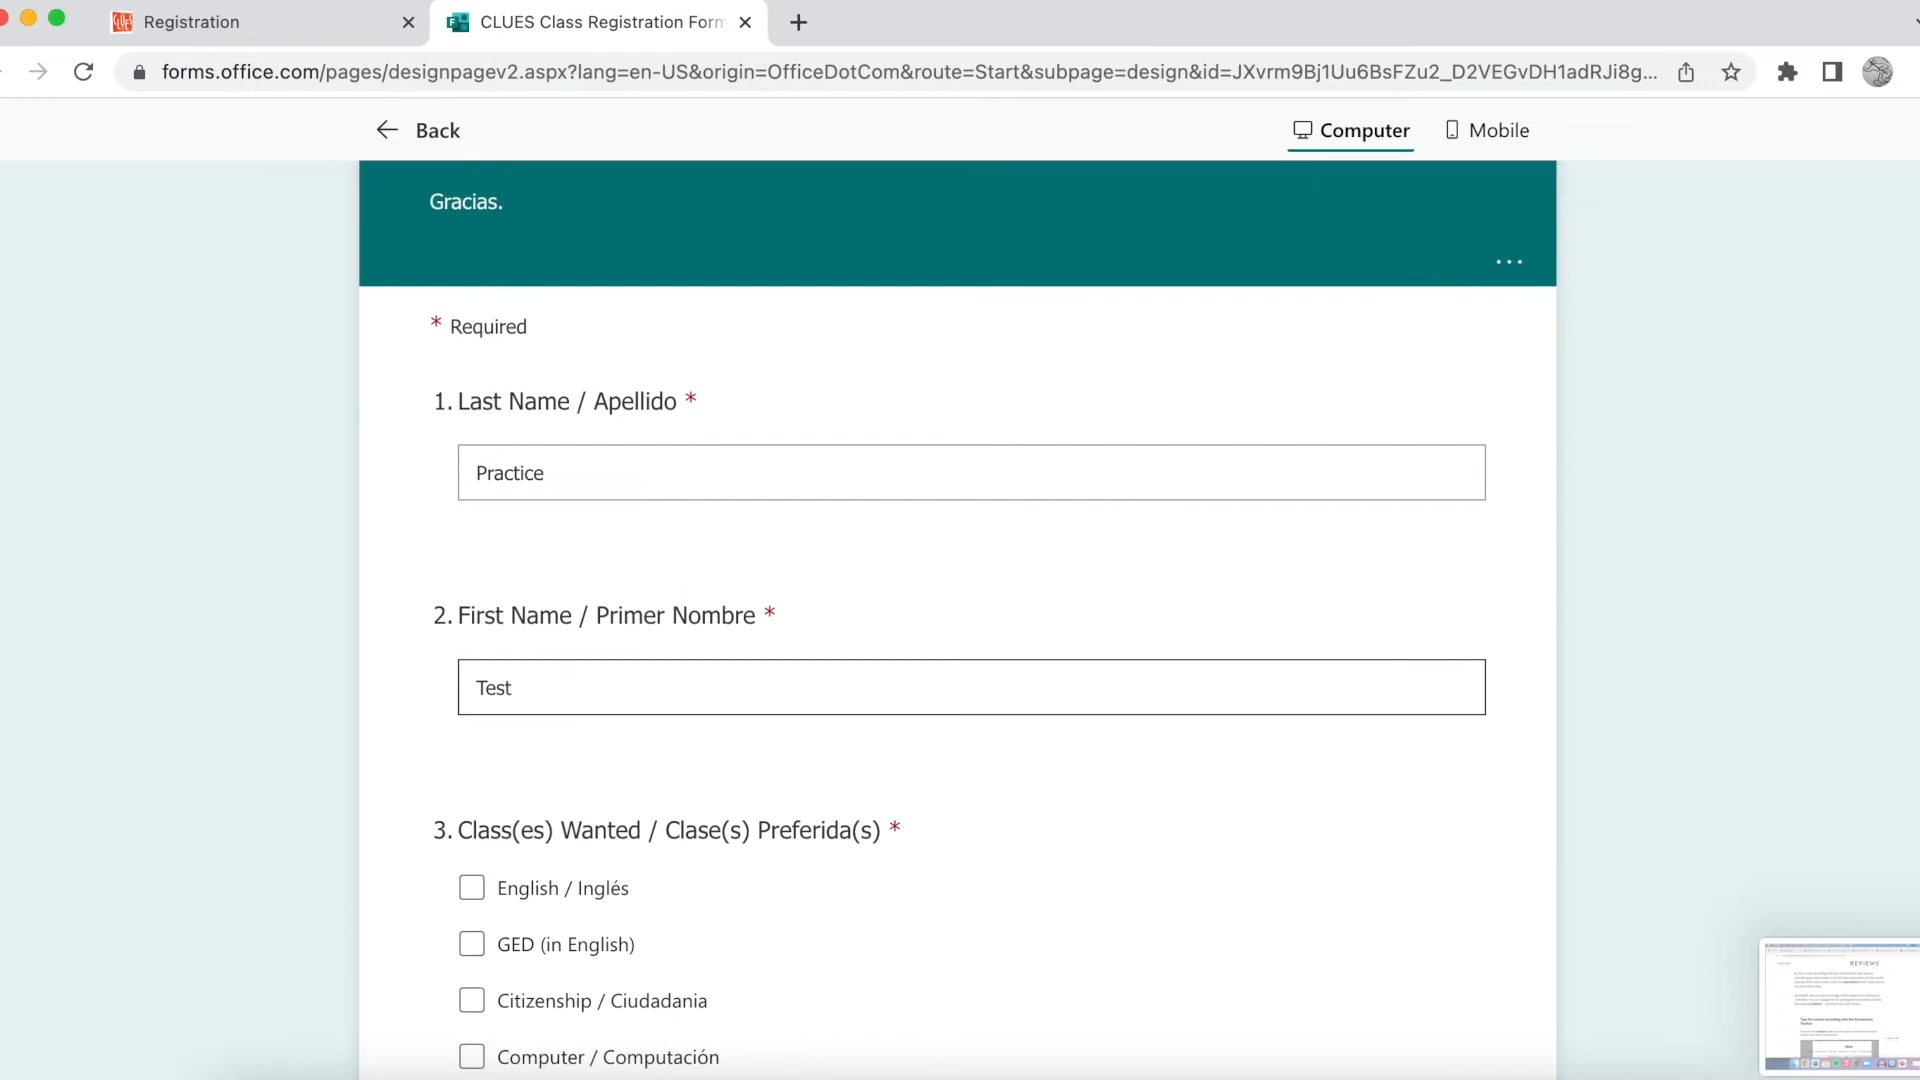 Registration
CLUES Class Registration Form
forms.office.com/pages/designpagev2.aspx?lang=en-US&origin=OfficeDotCom&route=Start&subpage=design&id=JXvrm9Bj1Uu6BsFZu2_D2VEGvDH1adRJi8g...
Back
Computer
Mobile
Gracias.
* Required
1. Last Name / Apellido *
Practice
2. First Name / Primer Nombre *
Test
3. Class(es) Wanted / Clase(s) Preferida(s) *
English / Inglés
GED (in English)
Citizenship / Ciudadania
Computer / Computación
REVIEWS